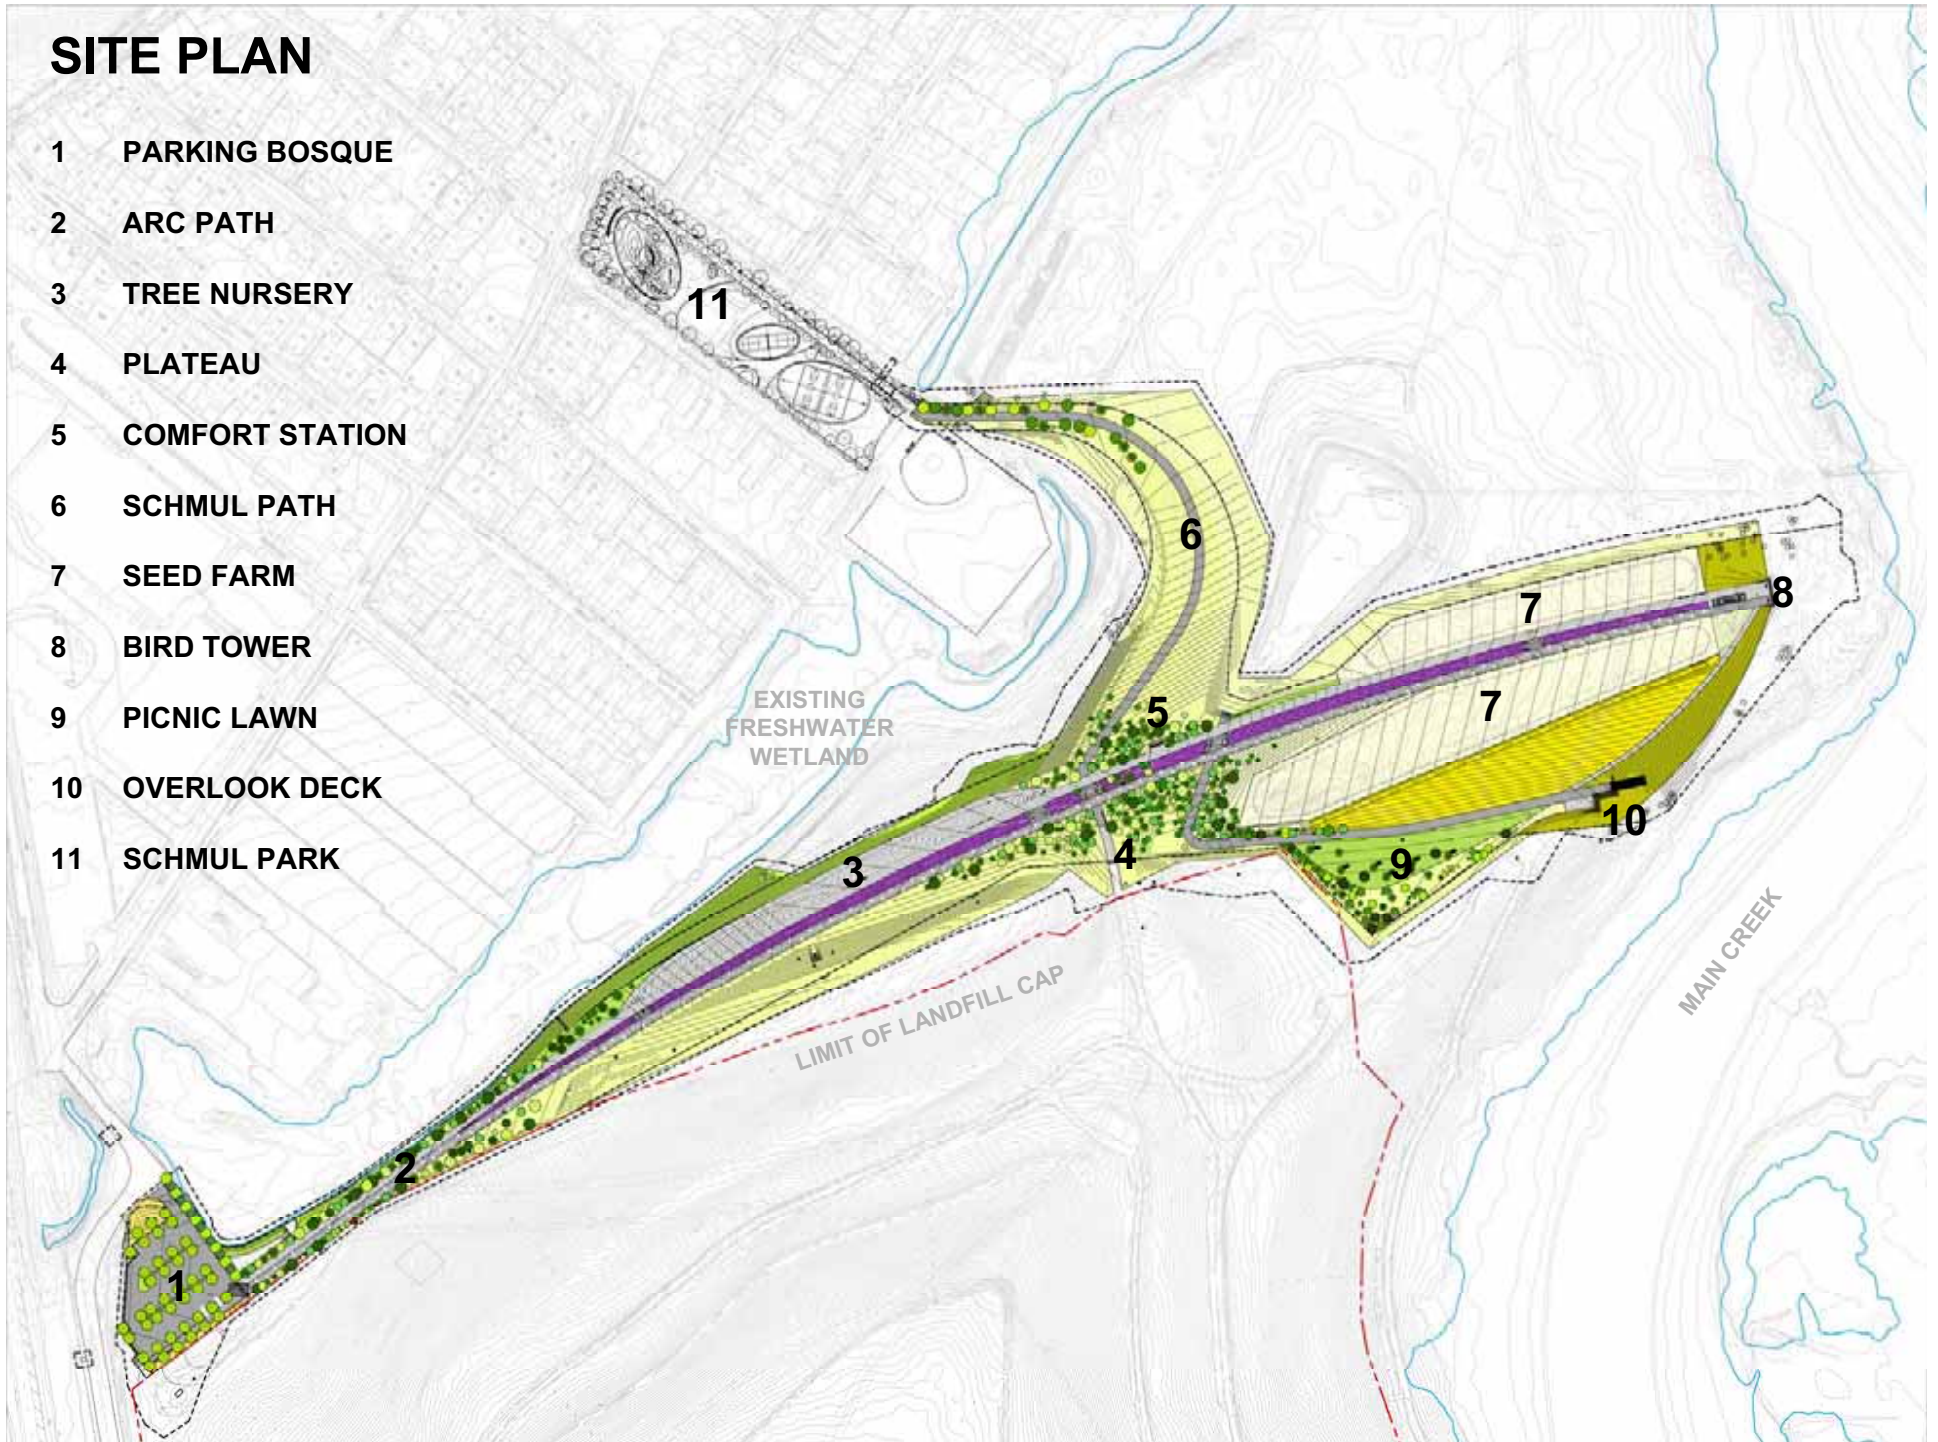 SITE PLAN
1 PARKING BOSQUE
2 ARC PATH
3 TREE NURSERY
4 PLATEAU
5 COMFORT STATION
6 SCHMUL PATH
7 SEED FARM
8 BIRD TOWER
9 PICNIC LAWN
10 OVERLOOK DECK
11 SCHMUL PARK
11
6
7
8
7
5
EXISTING
FRESHWATER
WETLAND
10
4
9
3
MAIN CREEK
LIMIT OF LANDFILL CAP
2
1